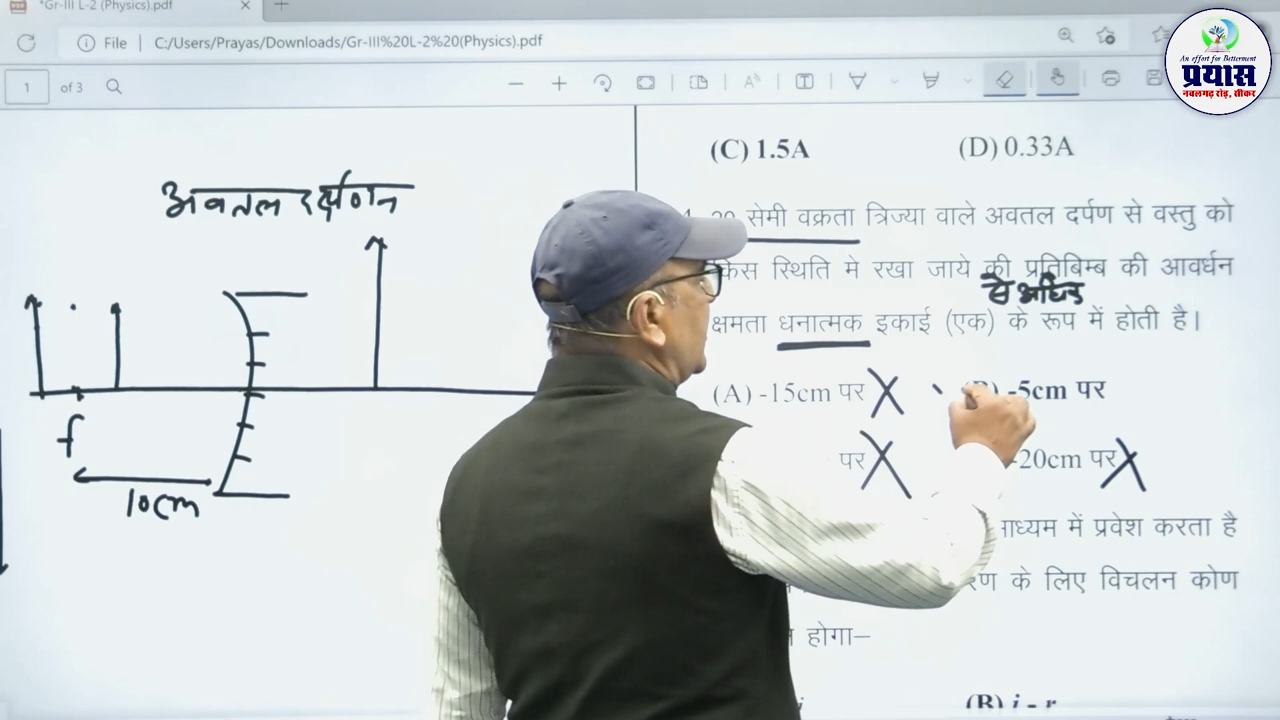 *Gr-III L-2 (Physics).pdf
File C:/Users/Prayas/Downloads/Gr-III%20L-2%20(Physics).pdf
1 of 3
An effort for Betterment
प्रयास
नवलगढ़ रोड़, सीकर
अवतल दर्पण
f
10cm
(C) 1.5A (D) 0.33A
सेमी वक्रता त्रिज्या वाले अवतल दर्पण से वस्तु को
किस स्थिति मे रखा जाये की प्रतिबिम्ब की आवर्धन
से अधिक
क्षमता धनात्मक इकाई (एक) के रूप में होती है।
(A) -15cm पर -5cm पर
पर -20cm पर
माध्यम में प्रवेश करता है
के लिए विचलन कोण
होगा–
(B) i - r